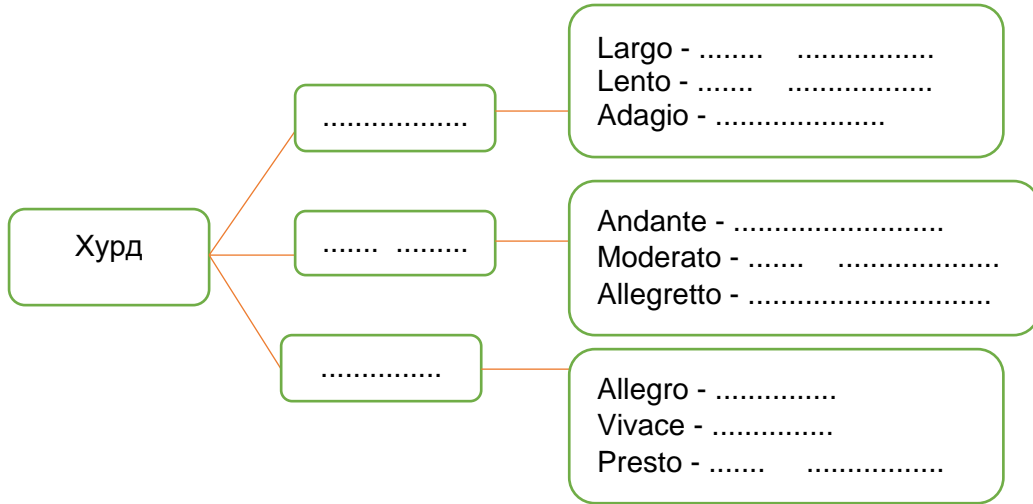 Хурд
..................
....... .........
...............
Largo - ........ .................
Lento - ....... ..................
Adagio - .....................
Andante - ..........................
Moderato - ....... ....................
Allegretto - ..............................
Allegro - ...............
Vivace - ...............
Presto - ....... .................